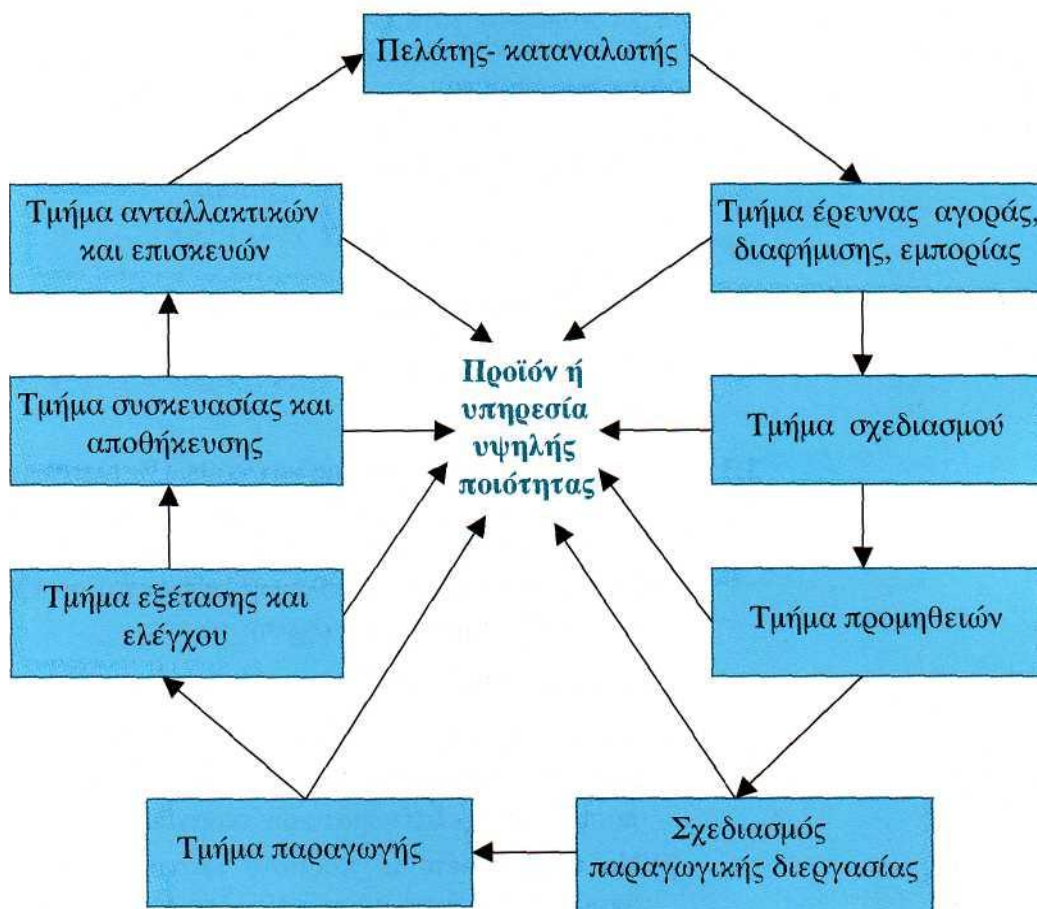 Πελάτης- καταναλωτής
Τμήμα ανταλλακτικών
και επισκευών
Τμήμα έρευνας αγοράς,
διαφήμισης, εμπορίας
Προϊόν ή
υπηρεσία
υψηλής
ποιότητας
Τμήμα συσκευασίας και
αποθήκευσης
Τμήμα σχεδιασμού
Τμήμα εξέτασης και
ελέγχου
Τμήμα προμηθειών
Τμήμα παραγωγής
Σχεδιασμός
παραγωγικής διεργασίας